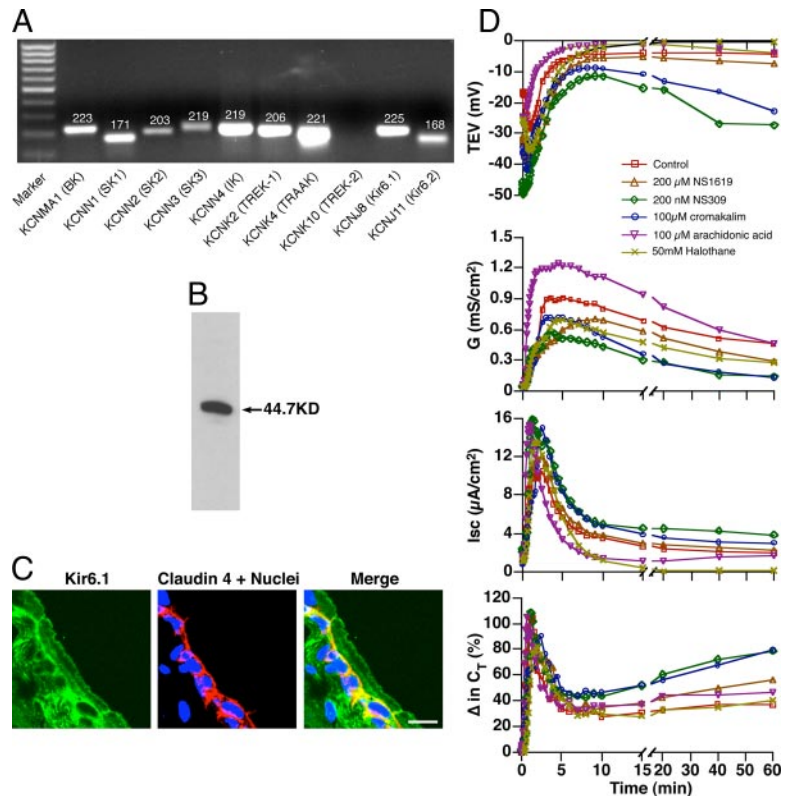 A
223
171
203
219
219
206
221
225
168
Marker
KCNMA1 (BK)
KCNN1 (SK1)
KCNN2 (SK2)
KCNN3 (SK3)
KCNN4 (IK)
KCNK2 (TREK-1)
KCNK4 (TRAAK)
KCNK10 (TREK-2)
KCNJ8 (Kir6.1)
KCNJ11 (Kir6.2)
B
←44.7KD
C
Kir6.1
Claudin 4 + Nuclei
Merge
D
TEV (mV)
0
-10
-20
-30
-40
-50
Control
200 µM NS1619
200 nM NS309
100µM cromakalim
100 µM arachidonic acid
50mM Halothane
G (mS/cm²)
1.5
1.2
0.9
0.6
0.3
0
Isc (µA/cm²)
16
12
8
4
0
Δ in C_T (%)
120
100
80
60
40
20
0
0 5 10 15 20 30 40 50 60
Time (min)